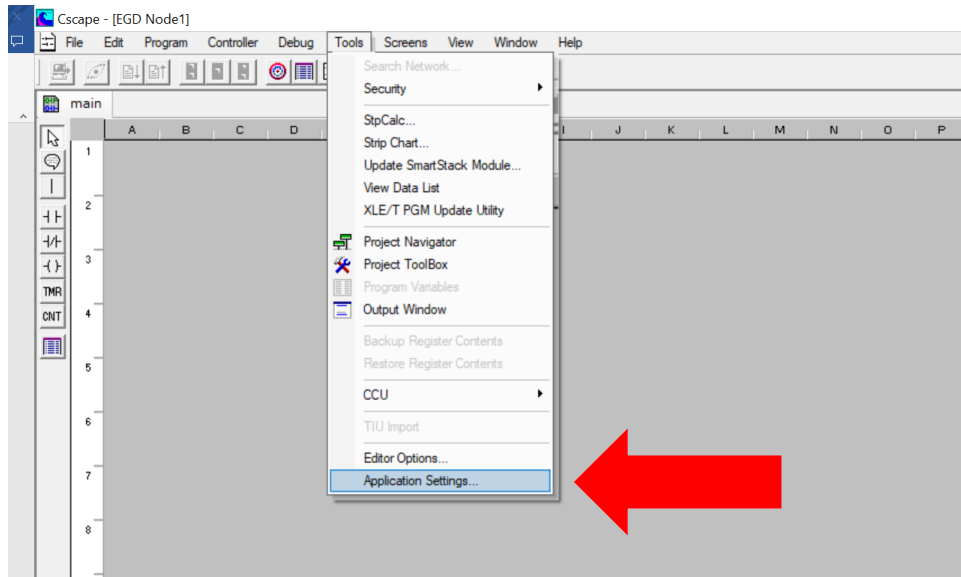 Cscape - [EGD Node1]
File Edit Program Controller Debug Tools Screens View Window Help
main
A B C D I J K L M N O P
Search Network...
Security
StpCalc...
Strip Chart...
Update SmartStack Module...
View Data List
XLE/T PGM Update Utility
Project Navigator
Project ToolBox
Program Variables
Output Window
Backup Register Contents
Restore Register Contents
CCU
TIU Import
Editor Options...
Application Settings...
1
2
3
4
5
6
7
8
TMR
CNT